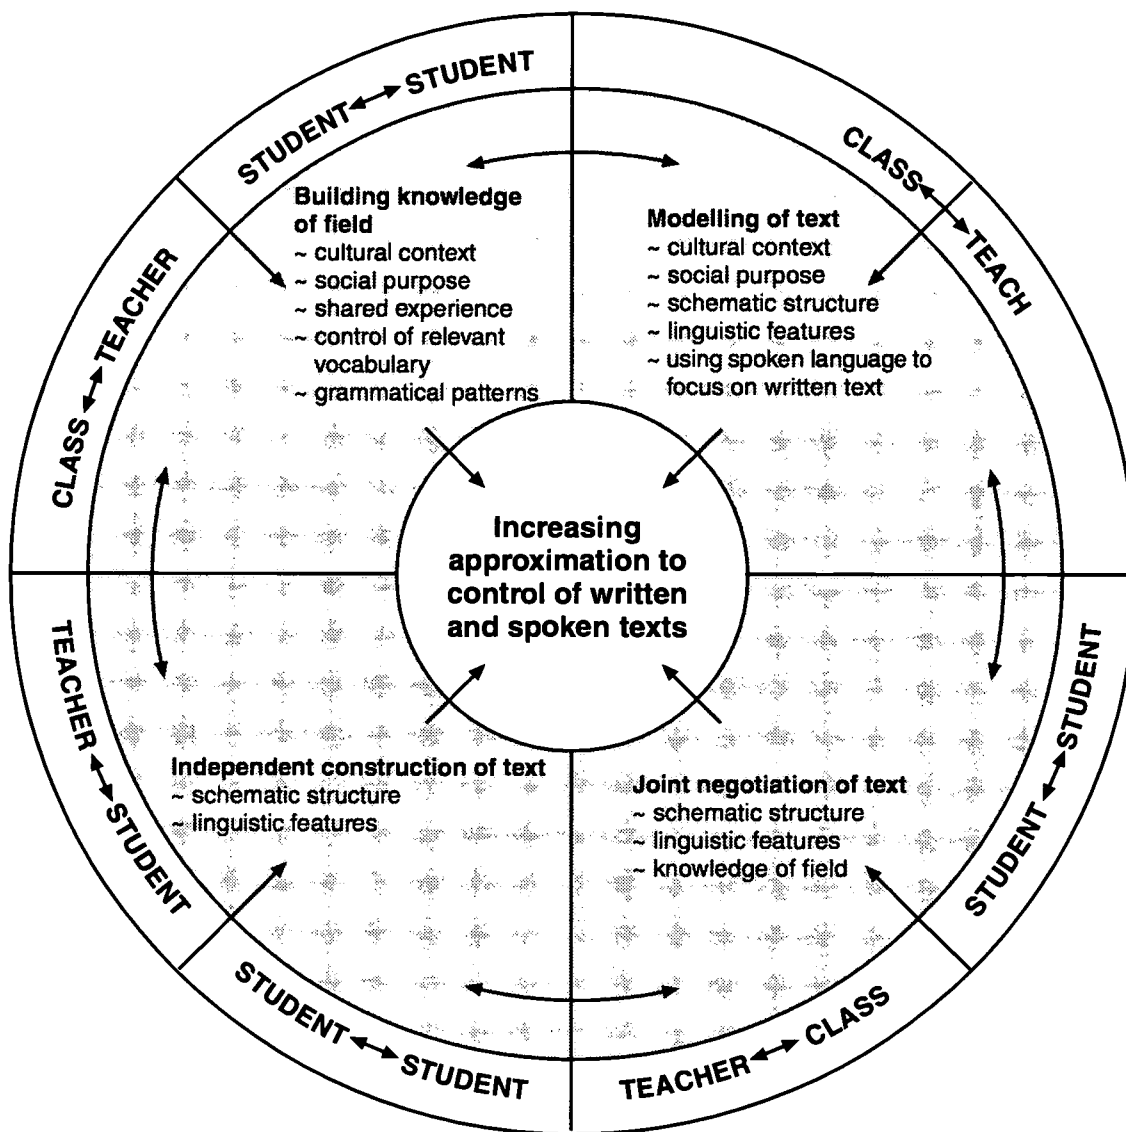 STUDENT ↔ STUDENT
CLASS ↔ TEACH
CLASS ↔ TEACHER
Building knowledge
of field
~ cultural context
~ social purpose
~ shared experience
~ control of relevant
vocabulary
~ grammatical patterns
Modelling of text
~ cultural context
~ social purpose
~ schematic structure
~ linguistic features
~ using spoken language to
focus on written text
Increasing
approximation to
control of written
and spoken texts
TEACHER ↔ STUDENT
STUDENT ↔ STUDENT
Independent construction of text
~ schematic structure
~ linguistic features
Joint negotiation of text
~ schematic structure
~ linguistic features
~ knowledge of field
STUDENT ↔ STUDENT
TEACHER ↔ CLASS